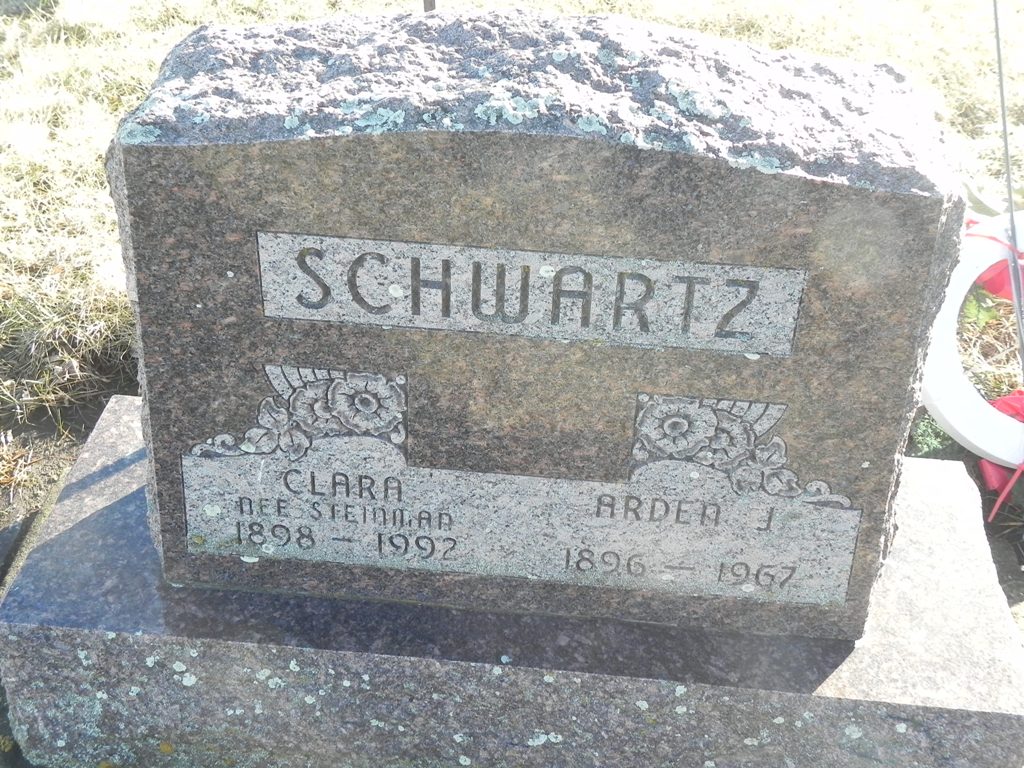 SCHWARTZ
CLARA
NEE STEINMAN
1898 - 1992
ARDEN J
1896 - 1967